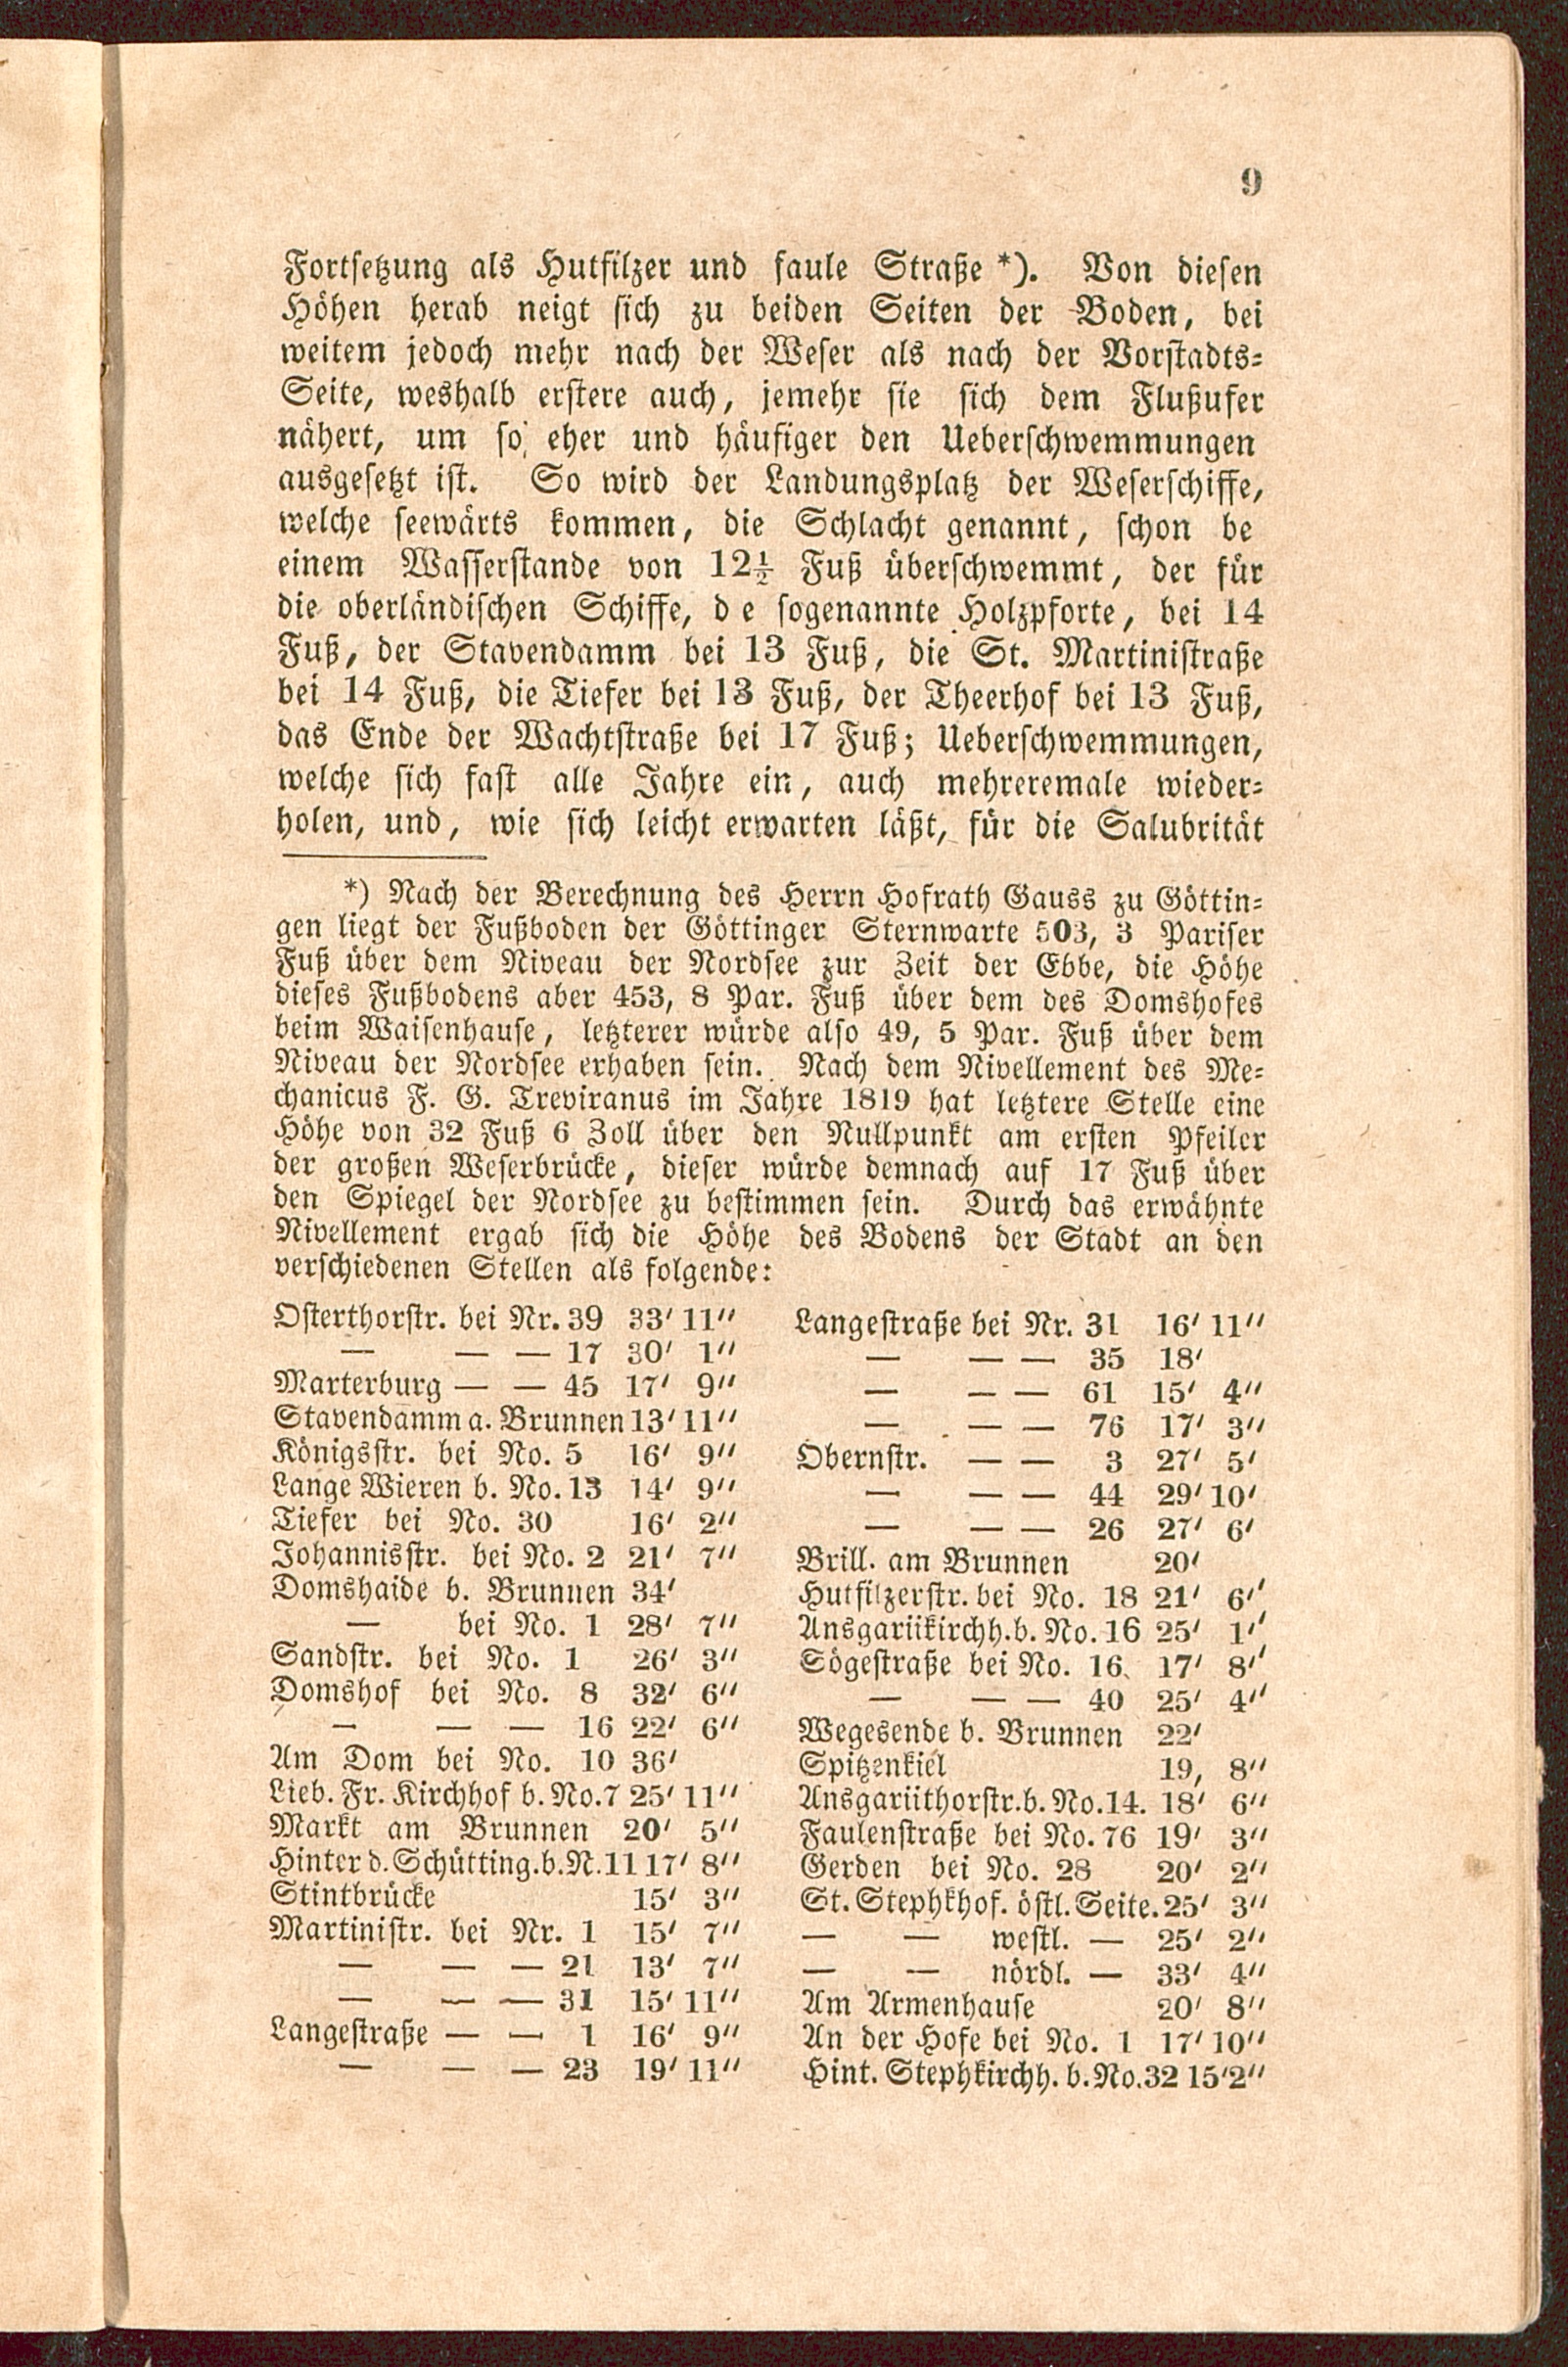 9
Fortsetzung als Hutfilzer und faule Straße *). Von diesen
Höhen herab neigt sich zu beiden Seiten der Boden, bei
weitem jedoch mehr nach der Weser als nach der Vorstadts-
Seite, weshalb erstere auch, jemehr sie sich dem Flußufer
nähert, um so eher und häufiger den Ueberschwemmungen
ausgesetzt ist. So wird der Landungsplatz der Weserschiffe,
welche seewärts kommen, die Schlacht genannt, schon be
einem Wasserstande von 12½ Fuß überschwemmt, der für
die oberländischen Schiffe, d e sogenannte Holzpforte, bei 14
Fuß, der Stavendamm bei 13 Fuß, die St. Martinistraße
bei 14 Fuß, die Tiefer bei 13 Fuß, der Theerhof bei 13 Fuß,
das Ende der Wachtstraße bei 17 Fuß; Ueberschwemmungen,
welche sich fast alle Jahre ein, auch mehreremale wieder-
holen, und, wie sich leicht erwarten läßt, für die Salubrität
*) Nach der Berechnung des Herrn Hofrath Gauss zu Göttin-
gen liegt der Fußboden der Göttinger Sternwarte 503, 3 Pariser
Fuß über dem Niveau der Nordsee zur Zeit der Ebbe, die Höhe
dieses Fußbodens aber 453, 8 Par. Fuß über dem des Domshofes
beim Waisenhause, letzterer würde also 49, 5 Par. Fuß über dem
Niveau der Nordsee erhaben sein. Nach dem Nivellement des Me-
chanicus F. G. Treviranus im Jahre 1819 hat letztere Stelle eine
Höhe von 32 Fuß 6 Zoll über den Nullpunkt am ersten Pfeiler
der großen Weserbrücke, dieser würde demnach auf 17 Fuß über
den Spiegel der Nordsee zu bestimmen sein. Durch das erwähnte
Nivellement ergab sich die Höhe des Bodens der Stadt an den
verschiedenen Stellen als folgende:
Osterthorstr. bei Nr. 39 33' 11"
— — — 17 30' 1"
Marterburg — — 45 17' 9"
Stavendamm a. Brunnen 13' 11"
Königsstr. bei No. 5 16' 9"
Lange Wieren b. No. 13 14' 9"
Tiefer bei No. 30 16' 2"
Johannisstr. bei No. 2 21' 7"
Domshaide b. Brunnen 34'
— bei No. 1 28' 7"
Sandstr. bei No. 1 26' 3"
Domshof bei No. 8 32' 6"
— — — 16 22' 6"
Am Dom bei No. 10 36'
Lieb. Fr. Kirchhof b. No. 7 25' 11"
Markt am Brunnen 20' 5"
Hinter d. Schütting. b. N. 11 17' 8"
Stintbrücke 15' 3"
Martinistr. bei Nr. 1 15' 7"
— — — 21 13' 7"
— — — 31 15' 11"
Langestraße — — 1 16' 9"
— — — 23 19' 11"
Langestraße bei Nr. 31 16' 11"
— — — 35 18'
— — — 61 15' 4"
— — — 76 17' 3"
Obernstr. — — 3 27' 5'
— — — 44 29' 10'
— — — 26 27' 6'
Brill. am Brunnen 20'
Hutfilzerstr. bei No. 18 21' 6"
Ansgariikirchh. b. No. 16 25' 1"
Sögestraße bei No. 16. 17' 8"
— — — 40 25' 4"
Wegesende b. Brunnen 22'
Spitzenkiel 19, 8"
Ansgariithorstr. b. No. 14. 18' 6"
Faulenstraße bei No. 76 19' 3"
Gerden bei No. 28 20' 2"
St. Stephkhof. östl. Seite. 25' 3"
— — westl. — 25' 2"
— — nördl. — 33' 4"
Am Armenhause 20' 8"
An der Hofe bei No. 1 17' 10"
Hint. Stephkirchh. b. No. 32 15' 2"